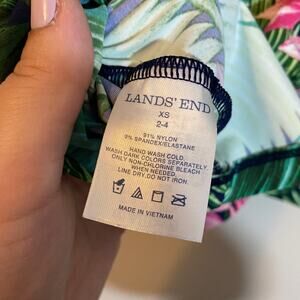 LANDS' END
XS
2-4
91% NYLON
9% SPANDEX/ELASTANE
HAND WASH COLD.
WASH DARK COLORS SEPARATELY
ONLY NON-CHLORINE BLEACH
WHEN NEEDED.
LINE DRY. DO NOT IRON.
MADE IN VIETNAM